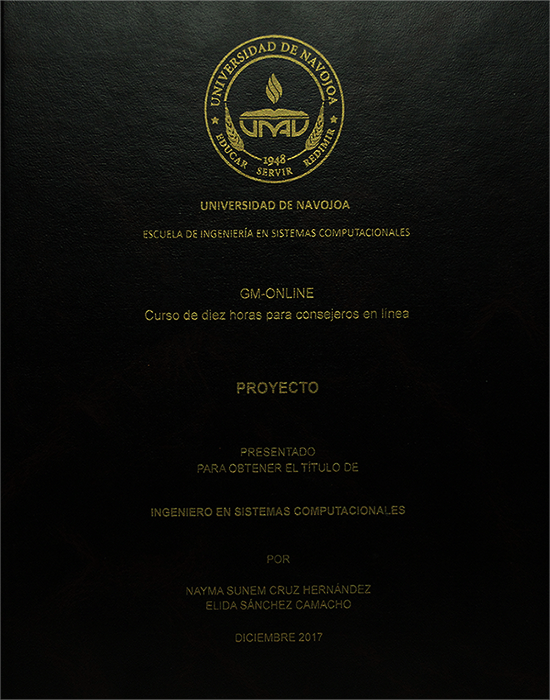 UNIVERSIDAD DE NAVOJOA
UNAV
1948
EDUCAR SERVIR REDIMIR
UNIVERSIDAD DE NAVOJOA
ESCUELA DE INGENIERÍA EN SISTEMAS COMPUTACIONALES
GM-ONLINE
Curso de diez horas para consejeros en línea
PROYECTO
PRESENTADO
PARA OBTENER EL TÍTULO DE
INGENIERO EN SISTEMAS COMPUTACIONALES
POR
NAYMA SUNEM CRUZ HERNÁNDEZ
ELIDA SÁNCHEZ CAMACHO
DICIEMBRE 2017